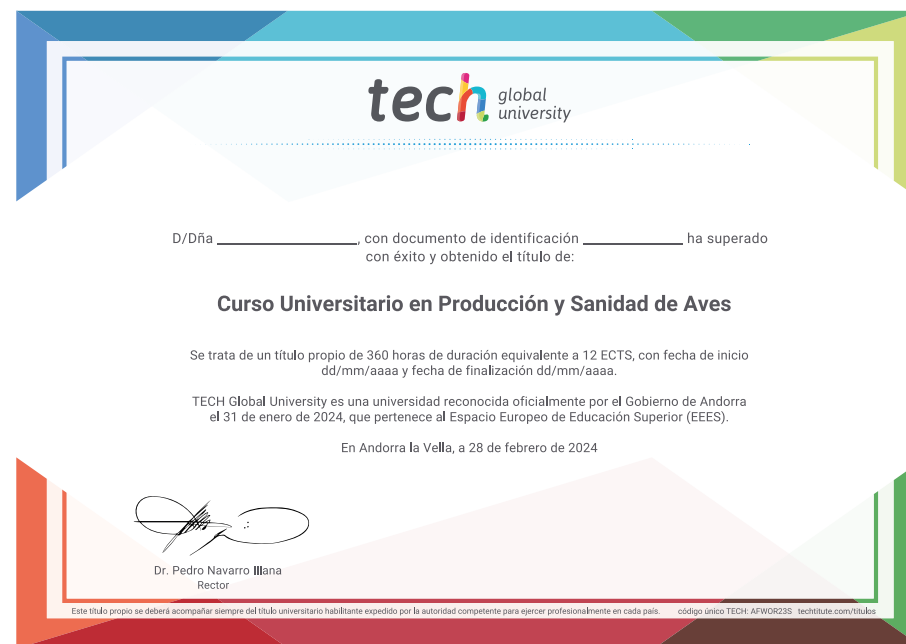 tech global university
D/Dña ____________________, con documento de identificación ______________ ha superado
con éxito y obtenido el título de:
Curso Universitario en Producción y Sanidad de Aves
Se trata de un título propio de 360 horas de duración equivalente a 12 ECTS, con fecha de inicio
dd/mm/aaaa y fecha de finalización dd/mm/aaaa.
TECH Global University es una universidad reconocida oficialmente por el Gobierno de Andorra
el 31 de enero de 2024, que pertenece al Espacio Europeo de Educación Superior (EEES).
En Andorra la Vella, a 28 de febrero de 2024
Dr. Pedro Navarro Illana
Rector
Este título propio se deberá acompañar siempre del título universitario habilitante expedido por la autoridad competente para ejercer profesionalmente en cada país. código único TECH: AFWOR23S techtitute.com/titulos